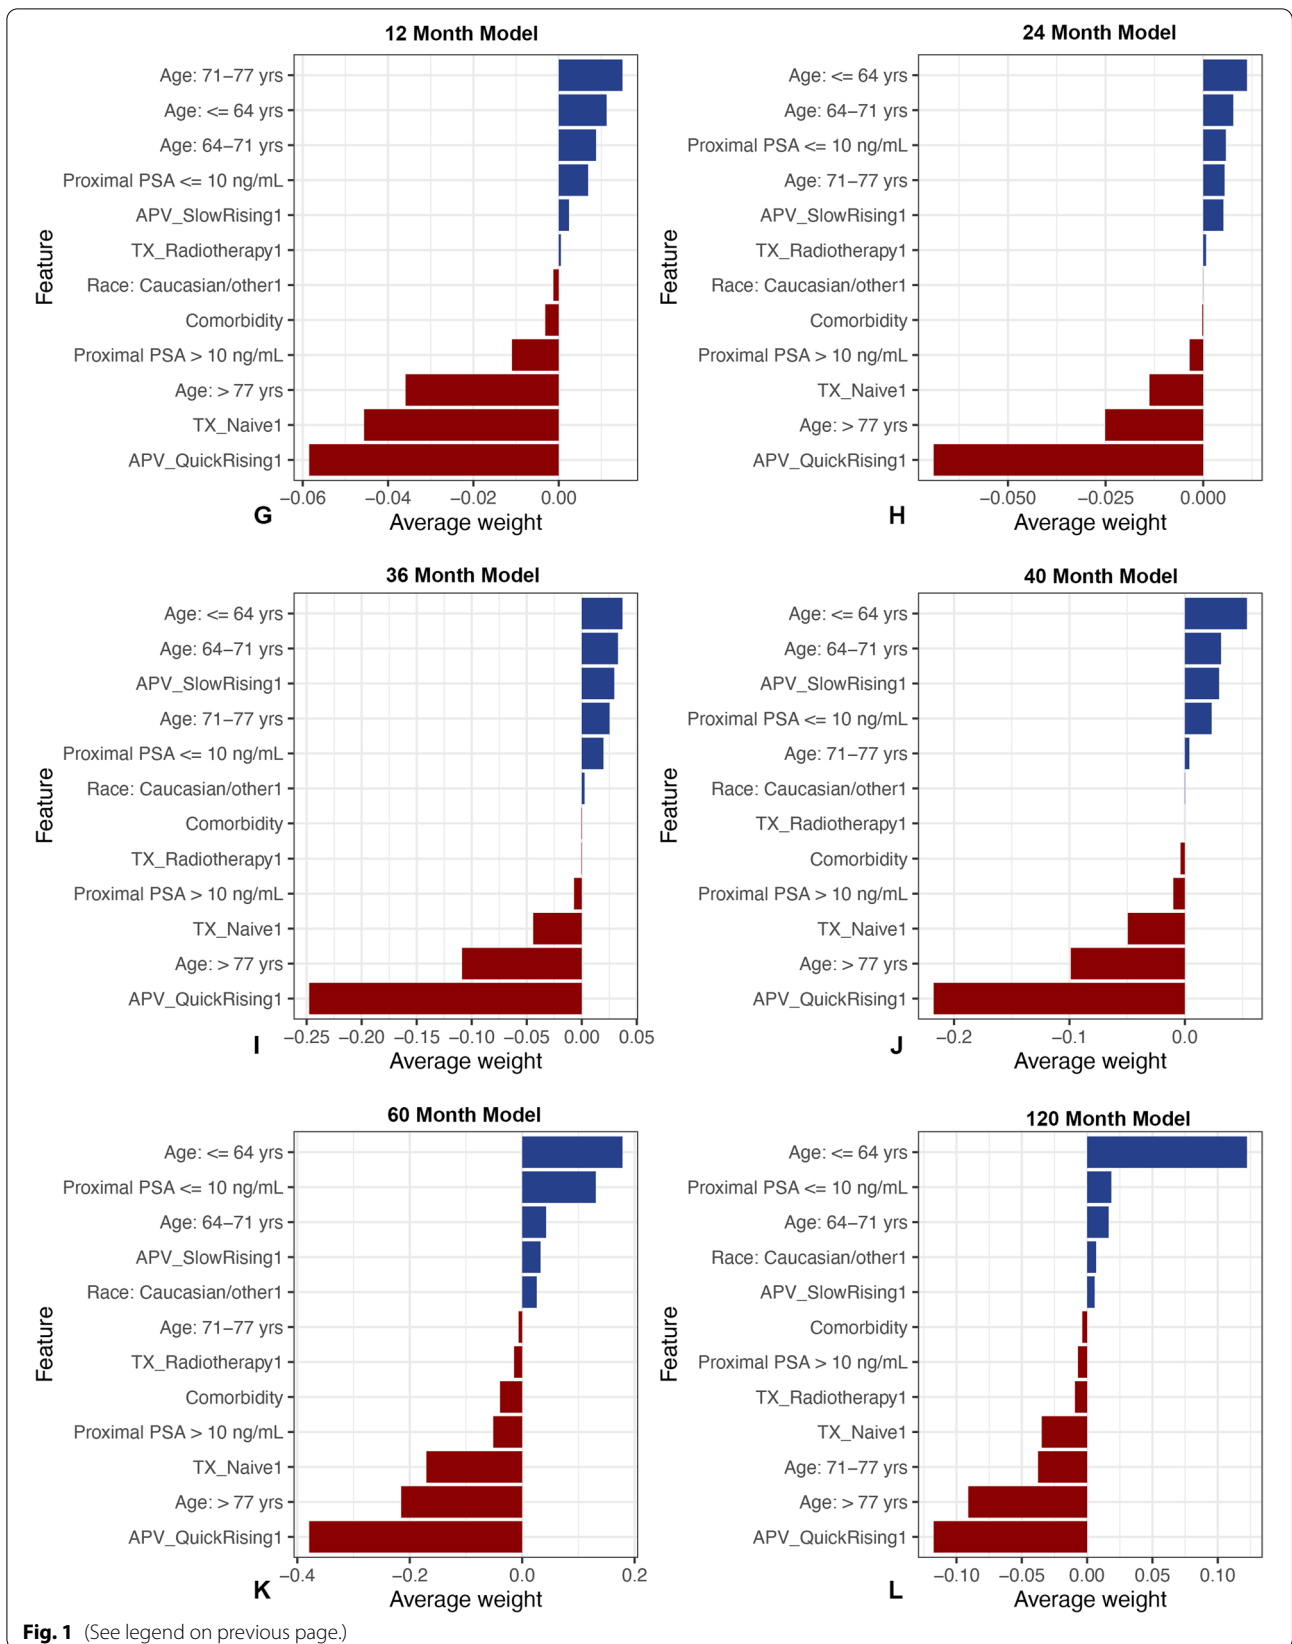 12 Month Model
Feature
Age: 71–77 yrs
Age: <= 64 yrs
Age: 64–71 yrs
Proximal PSA <= 10 ng/mL
APV_SlowRising1
TX_Radiotherapy1
Race: Caucasian/other1
Comorbidity
Proximal PSA > 10 ng/mL
Age: > 77 yrs
TX_Naive1
APV_QuickRising1
−0.06 −0.04 −0.02 0.00
G
Average weight
24 Month Model
Feature
Age: <= 64 yrs
Age: 64–71 yrs
Proximal PSA <= 10 ng/mL
Age: 71–77 yrs
APV_SlowRising1
TX_Radiotherapy1
Race: Caucasian/other1
Comorbidity
Proximal PSA > 10 ng/mL
TX_Naive1
Age: > 77 yrs
APV_QuickRising1
−0.050 −0.025 0.000
H
Average weight
36 Month Model
Feature
Age: <= 64 yrs
Age: 64–71 yrs
APV_SlowRising1
Age: 71–77 yrs
Proximal PSA <= 10 ng/mL
Race: Caucasian/other1
Comorbidity
TX_Radiotherapy1
Proximal PSA > 10 ng/mL
TX_Naive1
Age: > 77 yrs
APV_QuickRising1
−0.25 −0.20 −0.15 −0.10 −0.05 0.00 0.05
I
Average weight
40 Month Model
Feature
Age: <= 64 yrs
Age: 64–71 yrs
APV_SlowRising1
Proximal PSA <= 10 ng/mL
Age: 71–77 yrs
Race: Caucasian/other1
TX_Radiotherapy1
Comorbidity
Proximal PSA > 10 ng/mL
TX_Naive1
Age: > 77 yrs
APV_QuickRising1
−0.2 −0.1 0.0
J
Average weight
60 Month Model
Feature
Age: <= 64 yrs
Proximal PSA <= 10 ng/mL
Age: 64–71 yrs
APV_SlowRising1
Race: Caucasian/other1
Age: 71–77 yrs
TX_Radiotherapy1
Comorbidity
Proximal PSA > 10 ng/mL
TX_Naive1
Age: > 77 yrs
APV_QuickRising1
−0.4 −0.2 0.0 0.2
K
Average weight
120 Month Model
Feature
Age: <= 64 yrs
Proximal PSA <= 10 ng/mL
Age: 64–71 yrs
Race: Caucasian/other1
APV_SlowRising1
Comorbidity
Proximal PSA > 10 ng/mL
TX_Radiotherapy1
TX_Naive1
Age: 71–77 yrs
Age: > 77 yrs
APV_QuickRising1
−0.10 −0.05 0.00 0.05 0.10
L
Average weight
Fig. 1 (See legend on previous page.)